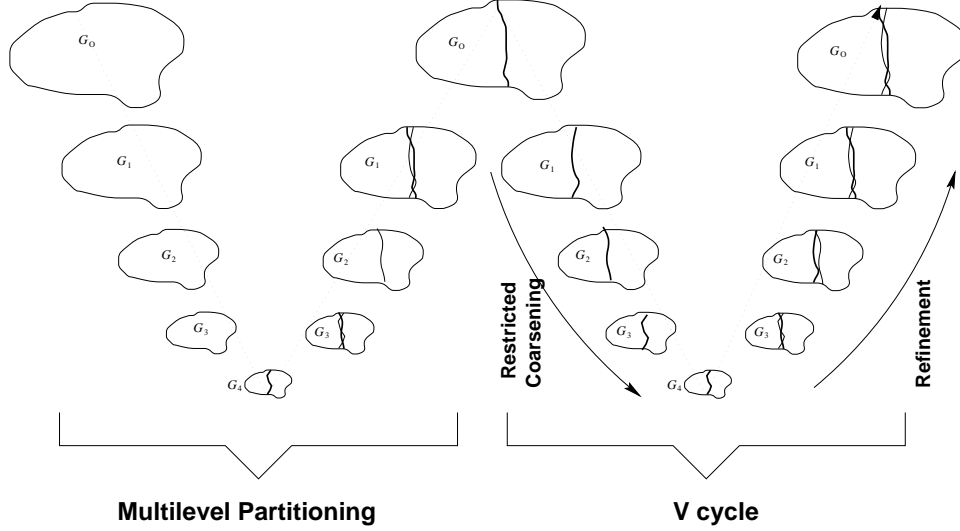 G₀
G₀
G₀
G₁
G₁
G₁
G₁
G₂
G₂
G₂
G₂
G₃
G₃
G₃
G₃
G₄
G₄
Restricted
Coarsening
Refinement
Multilevel Partitioning
V cycle